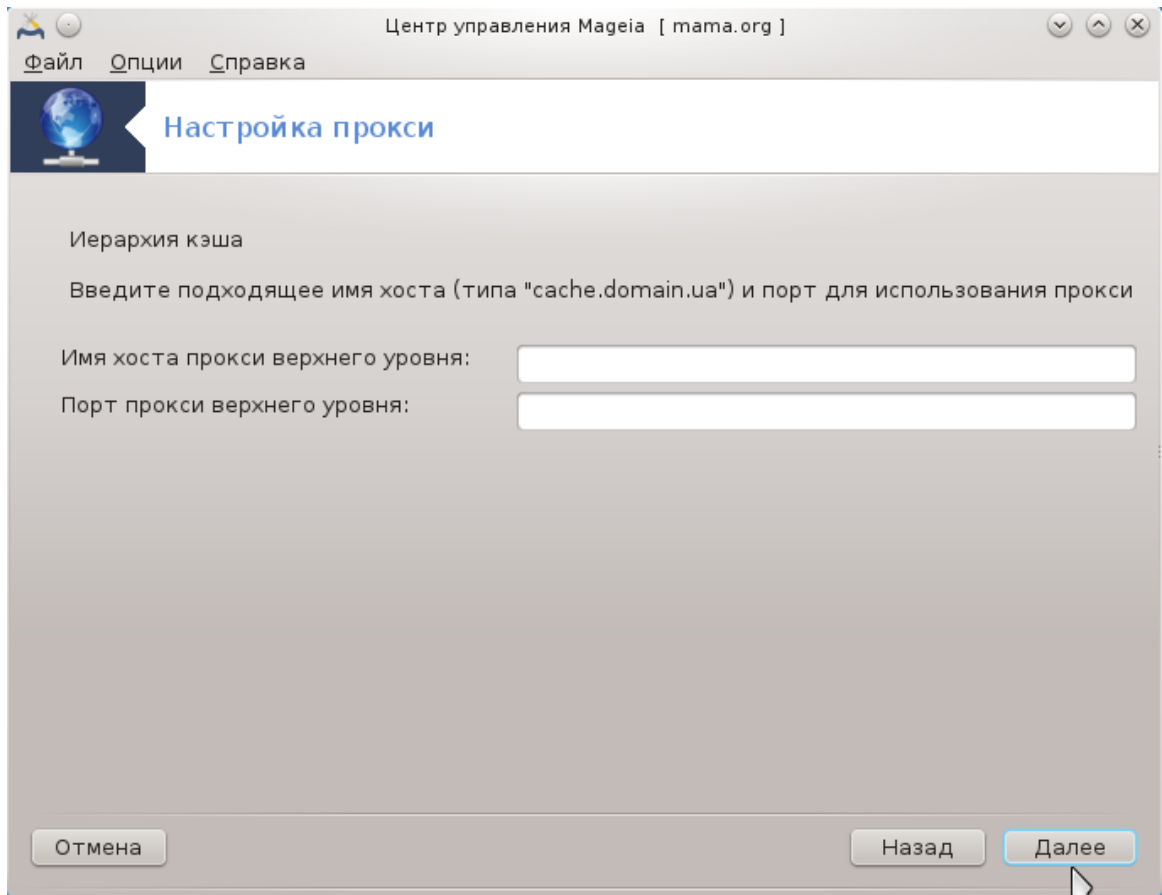 Центр управления Mageia [ mama.org ]
Файл Опции Справка
Настройка прокси
Иерархия кэша
Введите подходящее имя хоста (типа "cache.domain.ua") и порт для использования прокси
Имя хоста прокси верхнего уровня:
Порт прокси верхнего уровня:
Отмена Назад Далее